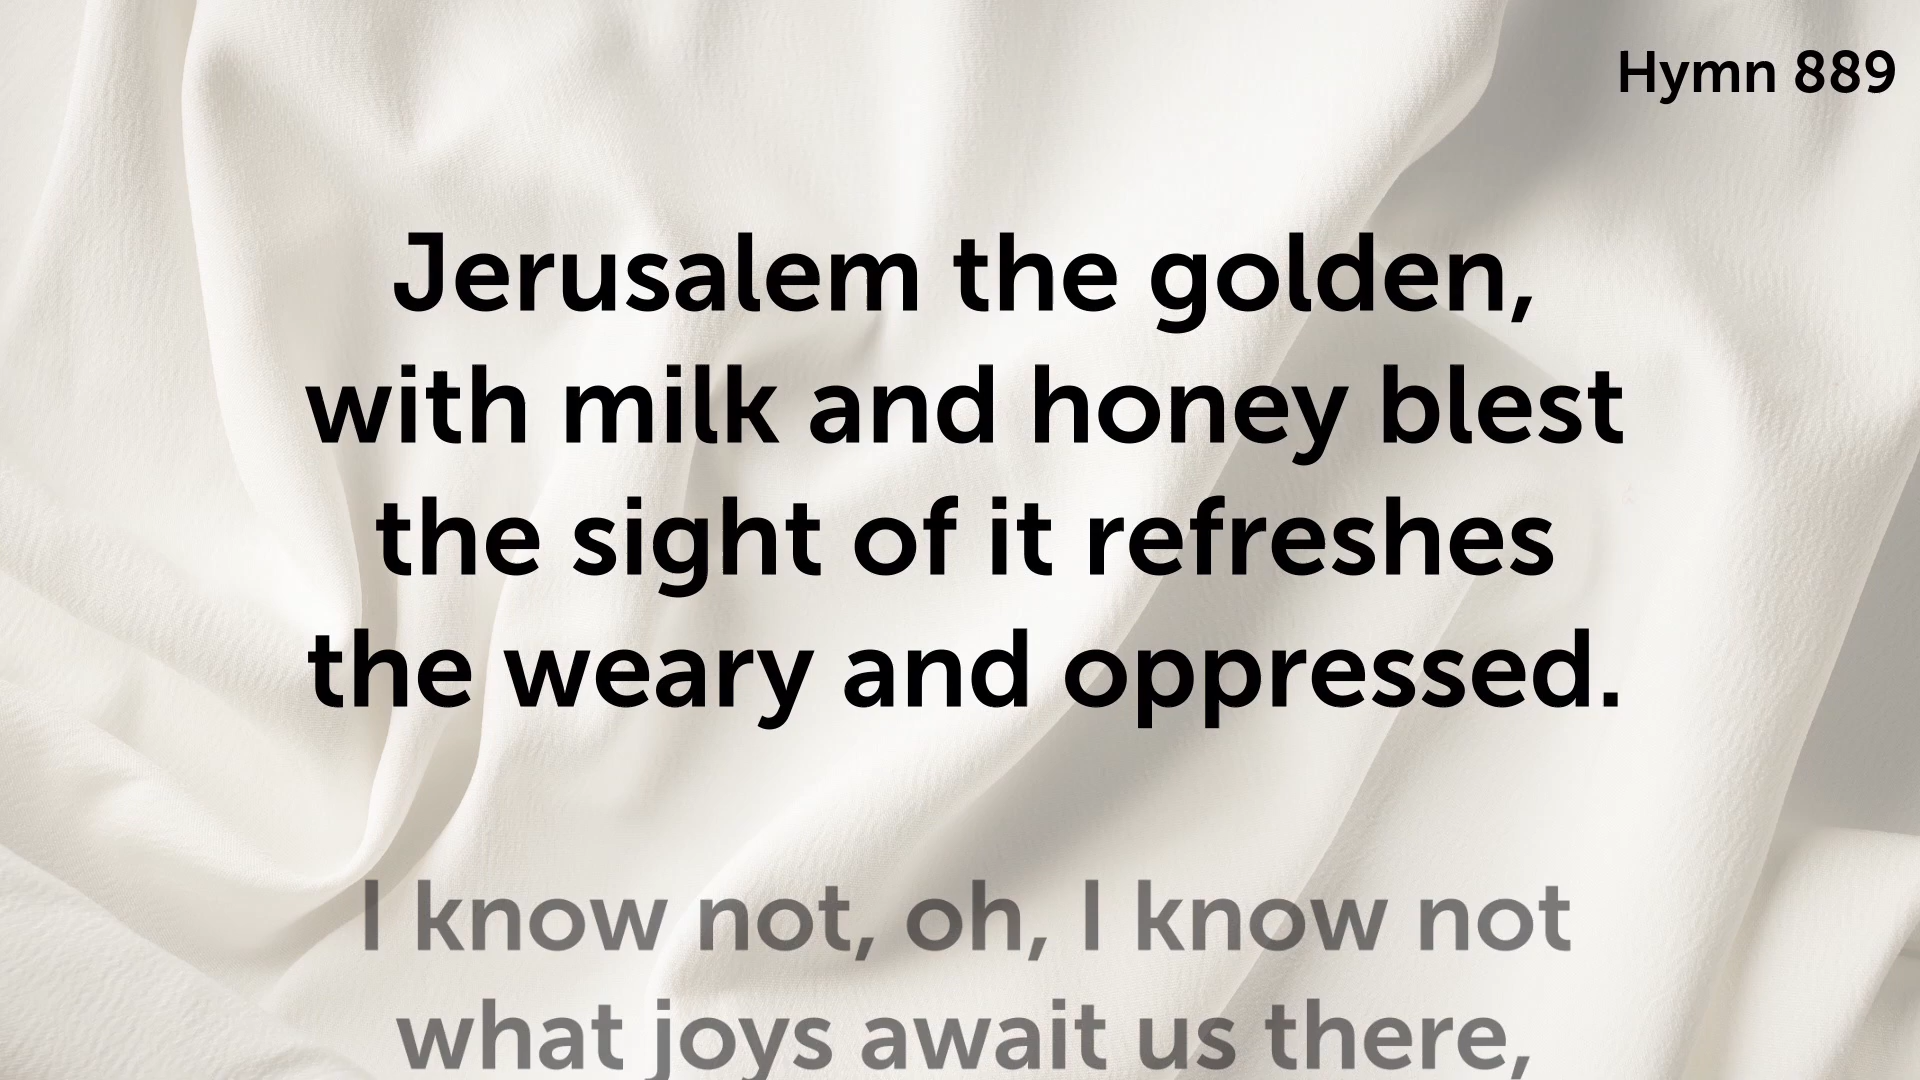 Hymn 889
Jerusalem the golden,
with milk and honey blest
the sight of it refreshes
the weary and oppressed.
I know not, oh, I know not
what joys await us there,